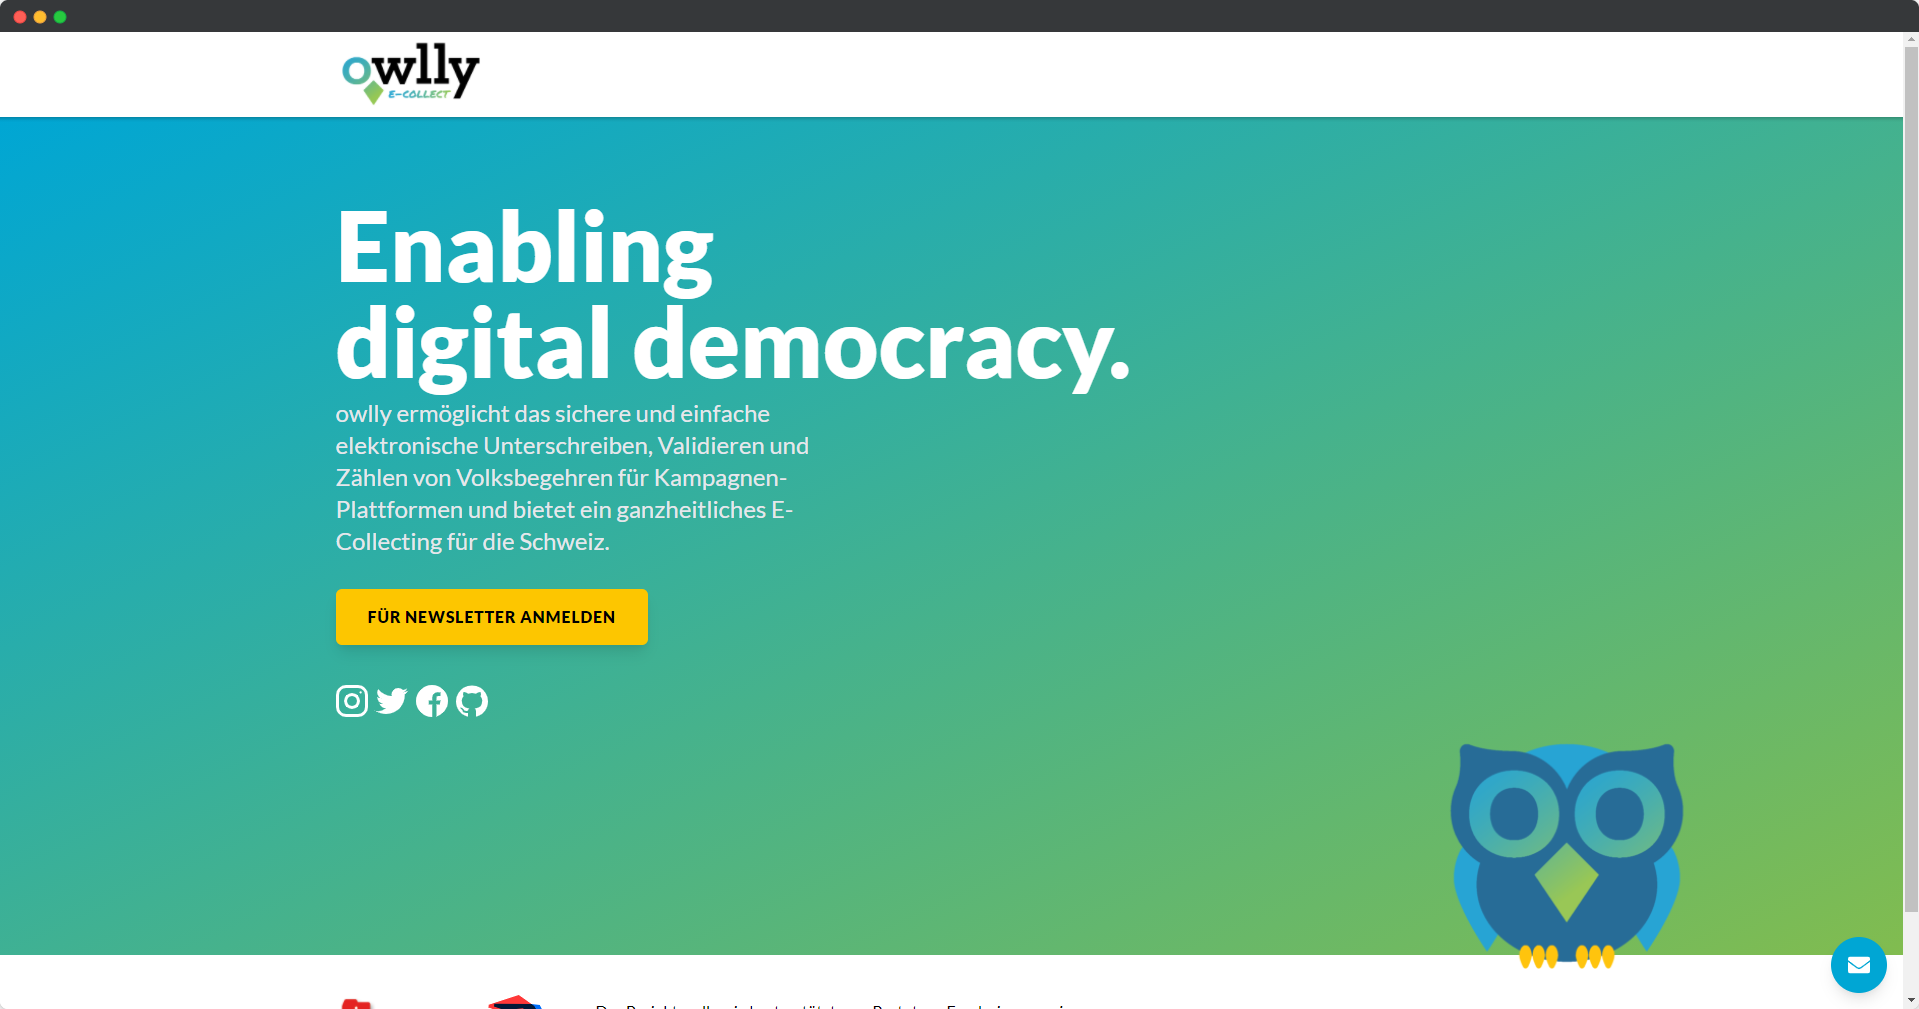 owlly
E-COLLECT
Enabling
digital democracy.
owlly ermöglicht das sichere und einfache
elektronische Unterschreiben, Validieren und
Zählen von Volksbegehren für Kampagnen-
Plattformen und bietet ein ganzheitliches E-
Collecting für die Schweiz.
FÜR NEWSLETTER ANMELDEN